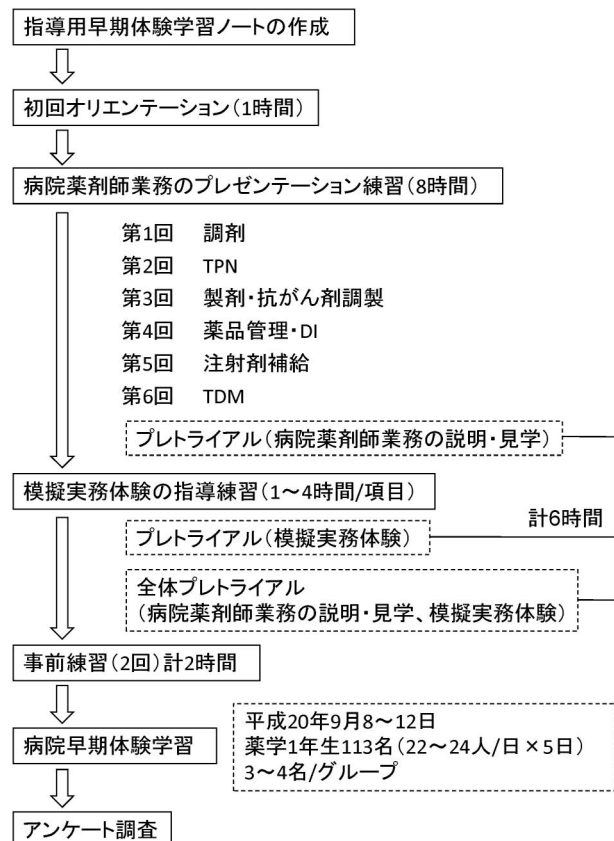 指導用早期体験学習ノートの作成
初回オリエンテーション(1時間)
病院薬剤師業務のプレゼンテーション練習(8時間)
第1回 調剤
第2回 TPN
第3回 製剤・抗がん剤調製
第4回 薬品管理・DI
第5回 注射剤補給
第6回 TDM
プレトライアル(病院薬剤師業務の説明・見学)
模擬実務体験の指導練習(1〜4時間/項目)
計6時間
プレトライアル(模擬実務体験)
全体プレトライアル
(病院薬剤師業務の説明・見学、模擬実務体験)
事前練習(2回)計2時間
病院早期体験学習
平成20年9月8〜12日
薬学1年生113名(22〜24人/日×5日)
3〜4名/グループ
アンケート調査